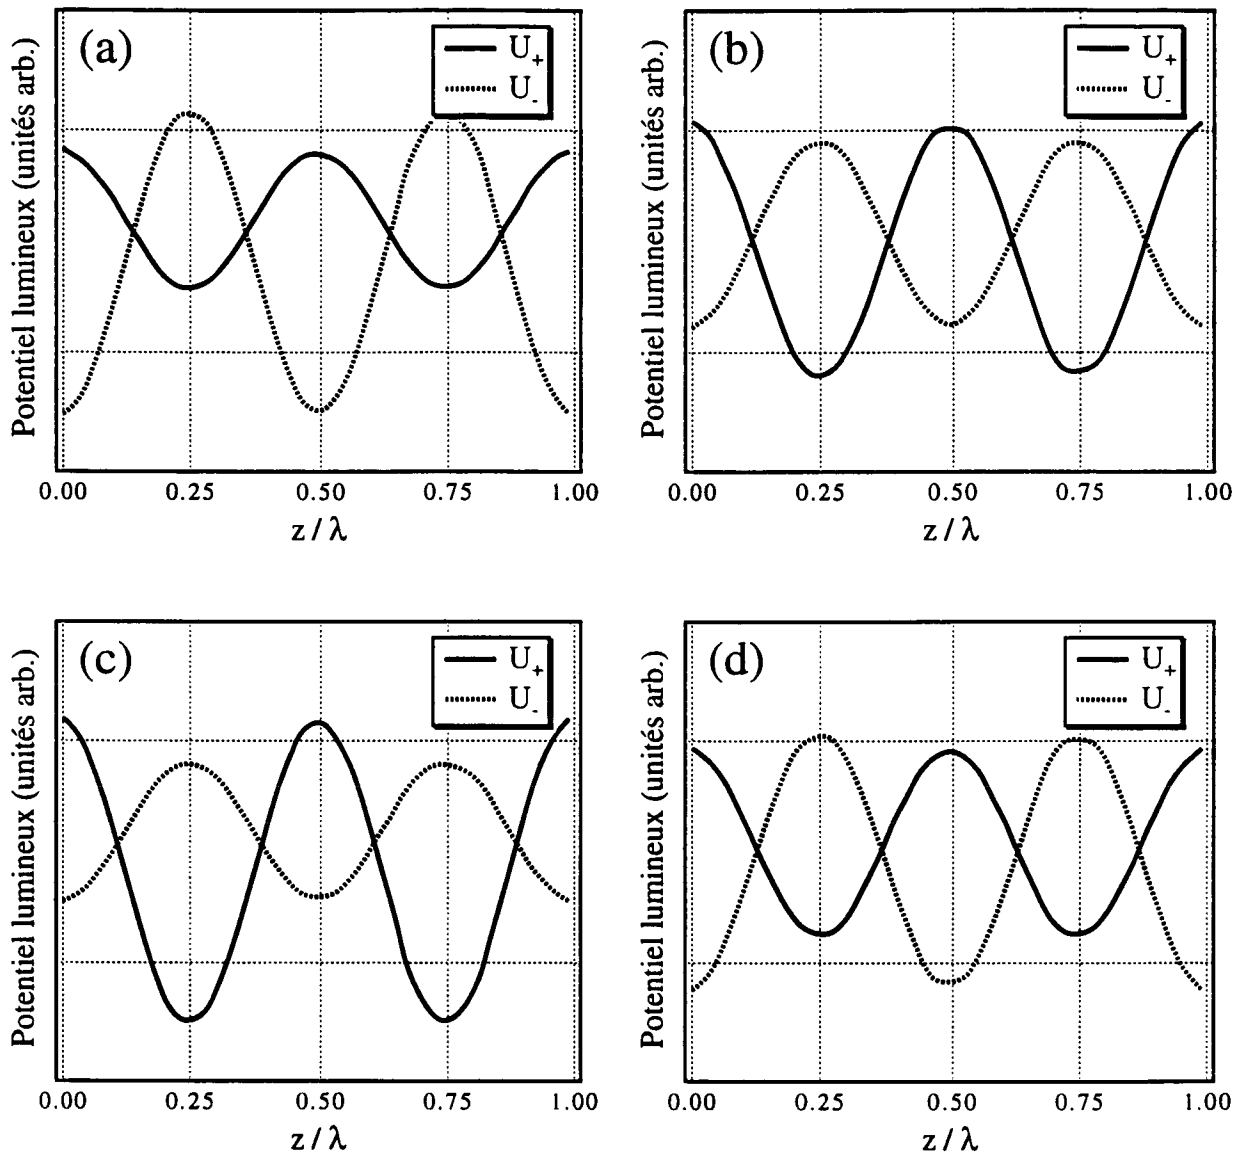 (a)
U+
U-
Potentiel lumineux (unités arb.)
0.00 0.25 0.50 0.75 1.00
z / λ
(b)
U+
U-
Potentiel lumineux (unités arb.)
0.00 0.25 0.50 0.75 1.00
z / λ
(c)
U+
U-
Potentiel lumineux (unités arb.)
0.00 0.25 0.50 0.75 1.00
z / λ
(d)
U+
U-
Potentiel lumineux (unités arb.)
0.00 0.25 0.50 0.75 1.00
z / λ